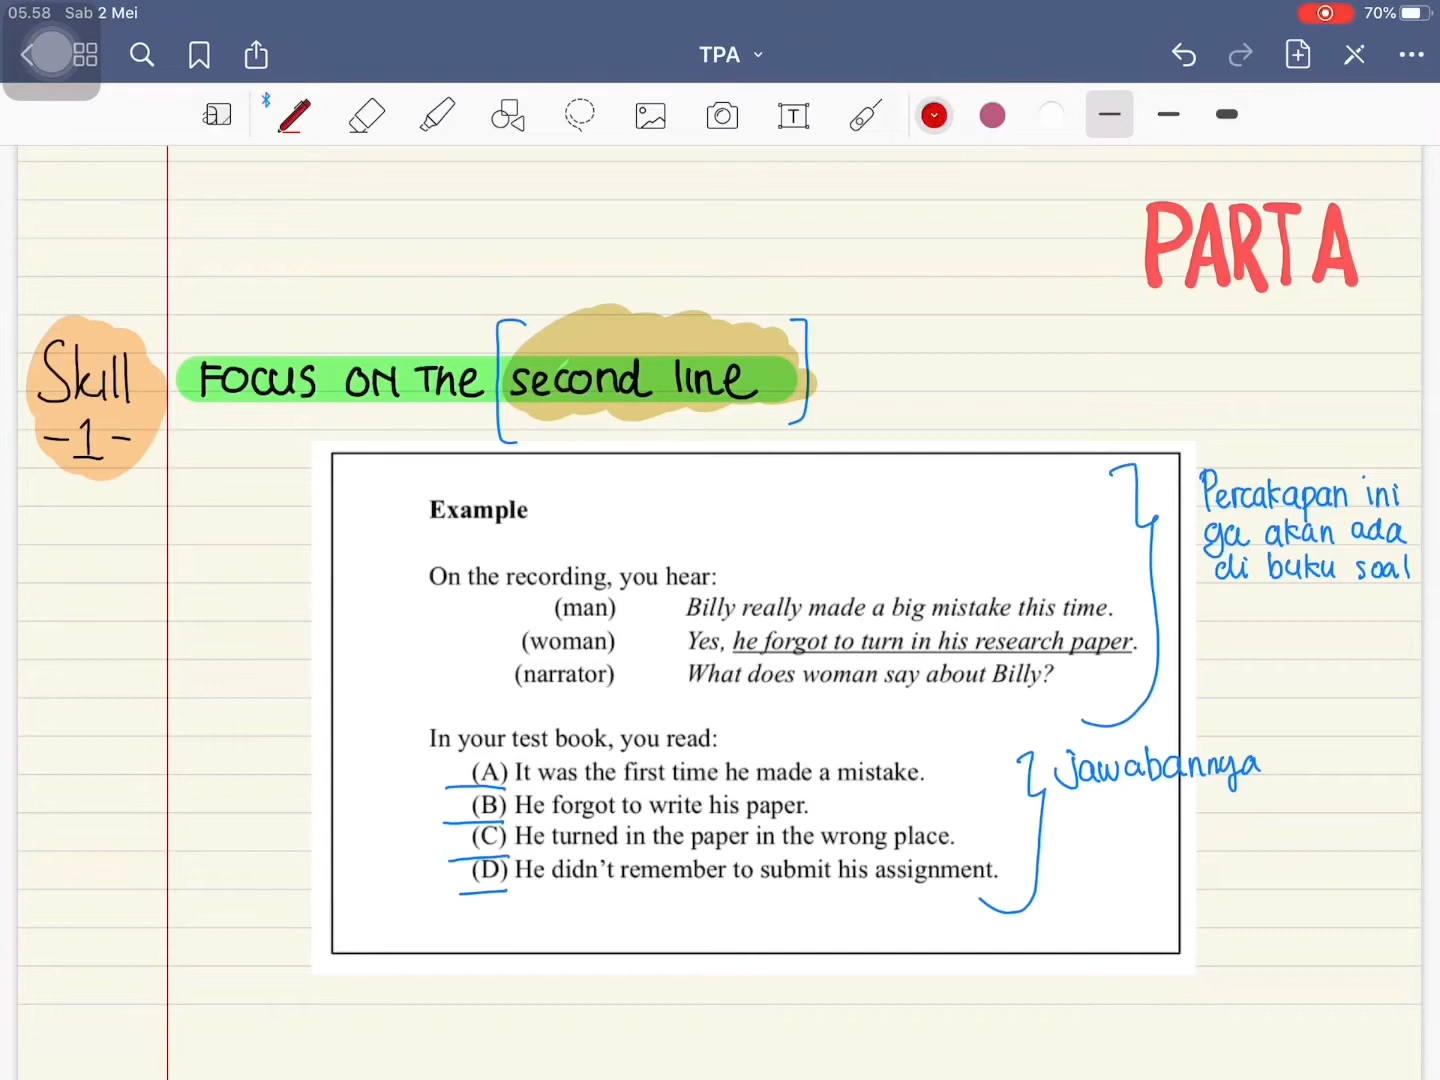 05.58 Sab 2 Mei
70%
TPA
T
PART A
Skill
-1-
FOCUS ON THE [second line]
Example
On the recording, you hear:
(man) Billy really made a big mistake this time.
(woman) Yes, he forgot to turn in his research paper.
(narrator) What does woman say about Billy?
Percakapan ini
ga akan ada
di buku soal
In your test book, you read:
(A) It was the first time he made a mistake.
(B) He forgot to write his paper.
(C) He turned in the paper in the wrong place.
(D) He didn't remember to submit his assignment.
Jawabannya